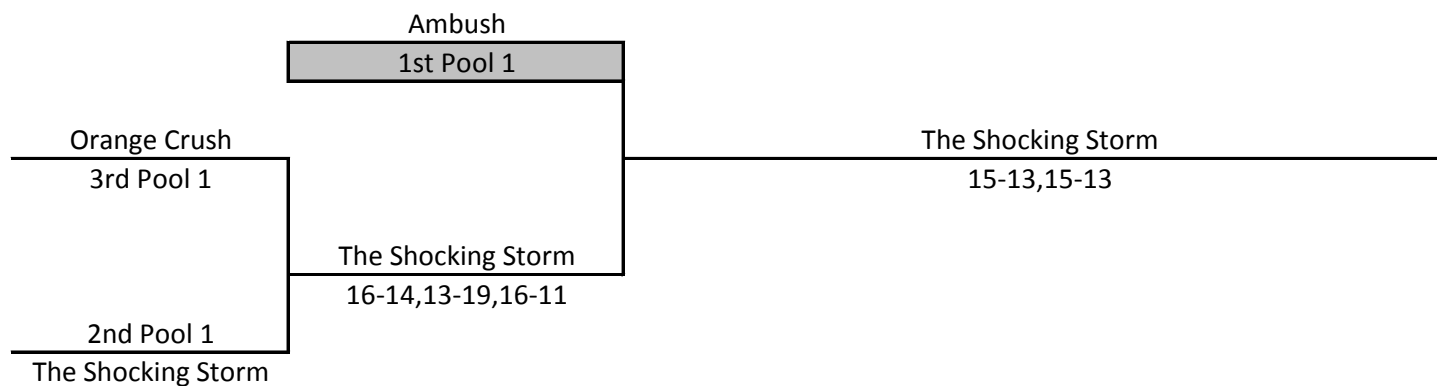 Ambush
1st Pool 1
Orange Crush
3rd Pool 1
The Shocking Storm
15-13,15-13
The Shocking Storm
16-14,13-19,16-11
2nd Pool 1
The Shocking Storm